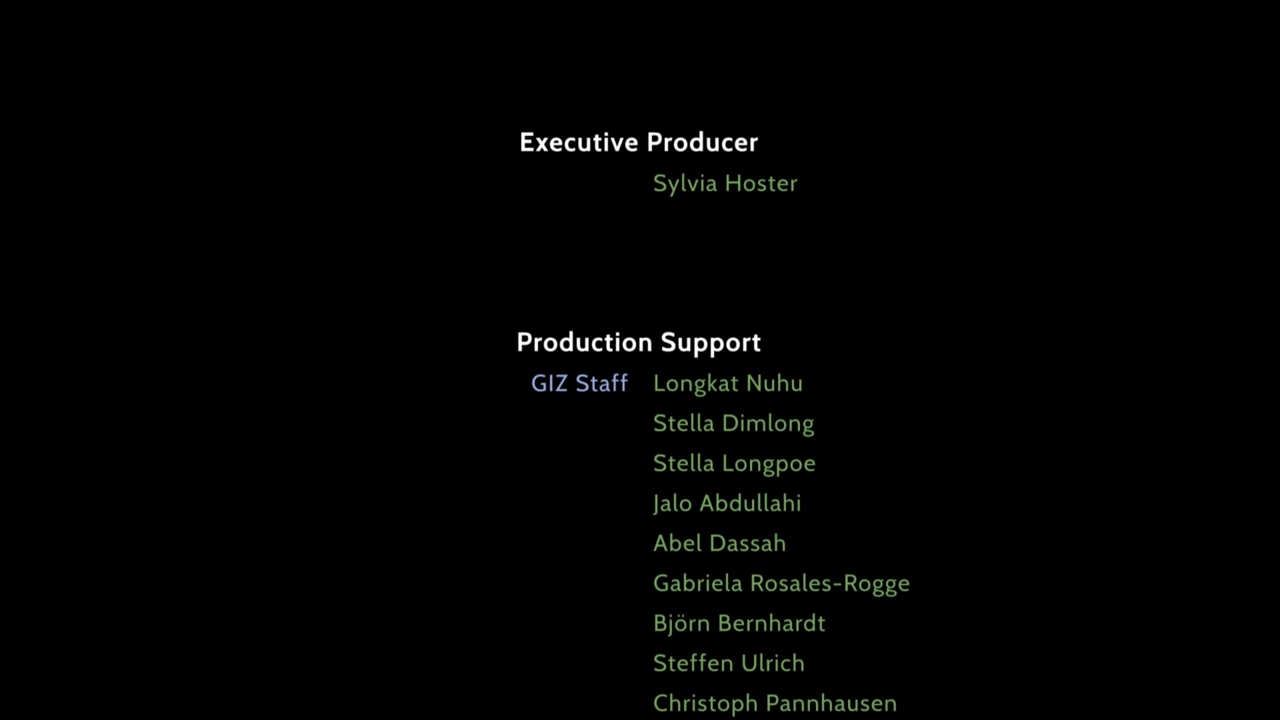 Executive Producer
Sylvia Hoster
Production Support
GIZ Staff Longkat Nuhu
Stella Dimlong
Stella Longpoe
Jalo Abdullahi
Abel Dassah
Gabriela Rosales-Rogge
Björn Bernhardt
Steffen Ulrich
Christoph Pannhausen